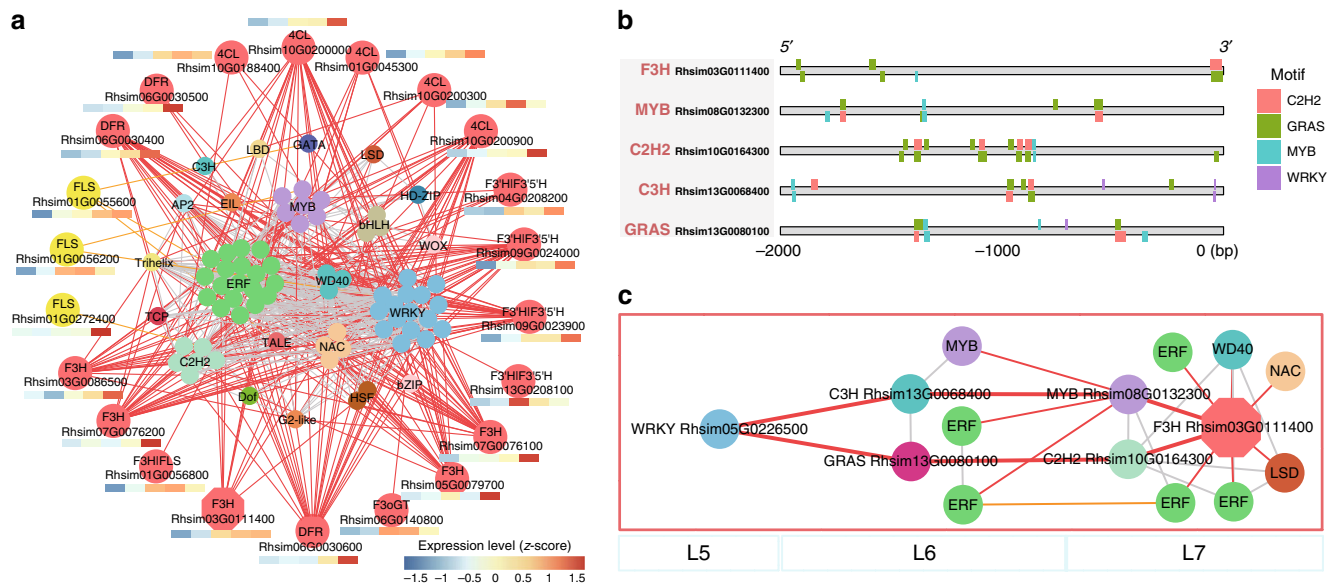 a
4CL
Rhsim10G0200000
4CL
Rhsim10G0188400
4CL
Rhsim01G0045300
DFR
Rhsim06G0030500
4CL
Rhsim10G0200300
DFR
Rhsim06G0030400
4CL
Rhsim10G0200900
LBD
GATA
LSD
C3H
FLS
Rhsim01G0055600
AP2
EIL
MYB
HD-ZIP
F3'H|F3'5'H
Rhsim04G0208200
bHLH
FLS
Rhsim01G0056200
Trihelix
WOX
F3'H|F3'5'H
Rhsim09G0024000
ERF
WD40
FLS
Rhsim01G0272400
TCP
WRKY
F3'H|F3'5'H
Rhsim09G0023900
TALE
NAC
C2H2
F3H
Rhsim03G0086500
bZIP
F3'H|F3'5'H
Rhsim13G0208100
Dof
HSF
G2-like
F3H
Rhsim07G0076200
F3H
Rhsim07G0076100
F3H|FLS
Rhsim01G0056800
F3H
Rhsim05G0079700
F3H
Rhsim03G0111400
F3oGT
Rhsim06G0140800
DFR
Rhsim06G0030600
Expression level (z-score)
−1.5 −1 −0.5 0 0.5 1 1.5
b
5′ 3′
F3H Rhsim03G0111400
MYB Rhsim08G0132300
C2H2 Rhsim10G0164300
C3H Rhsim13G0068400
GRAS Rhsim13G0080100
−2000 −1000 0 (bp)
Motif
C2H2
GRAS
MYB
WRKY
c
MYB
ERF
WD40
NAC
C3H Rhsim13G0068400
MYB Rhsim08G0132300
WRKY Rhsim05G0226500
ERF
F3H Rhsim03G0111400
GRAS Rhsim13G0080100
C2H2 Rhsim10G0164300
LSD
ERF
ERF
ERF
L5 L6 L7